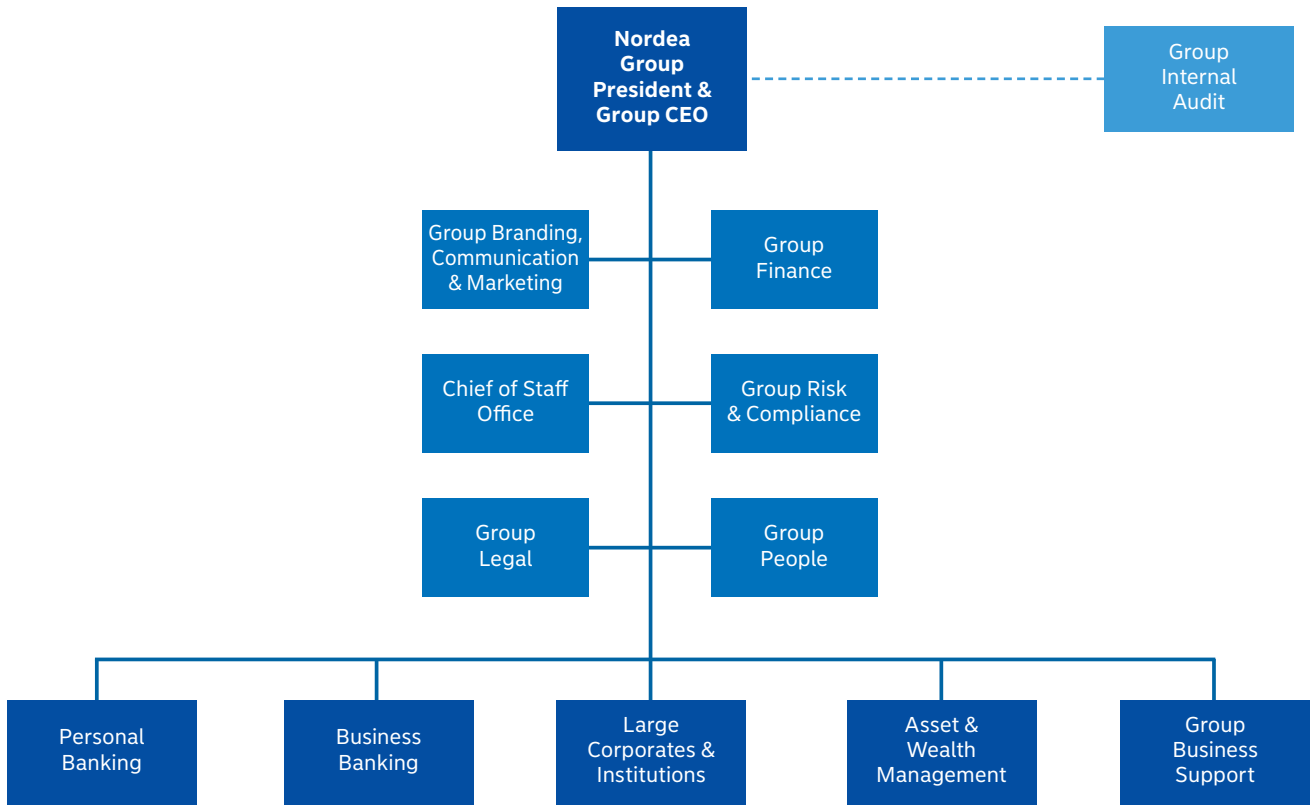 Nordea
Group
President &
Group CEO
Group
Internal
Audit
Group Branding,
Communication
& Marketing
Group
Finance
Chief of Staff
Office
Group Risk
& Compliance
Group
Legal
Group
People
Personal
Banking
Business
Banking
Large
Corporates &
Institutions
Asset &
Wealth
Management
Group
Business
Support